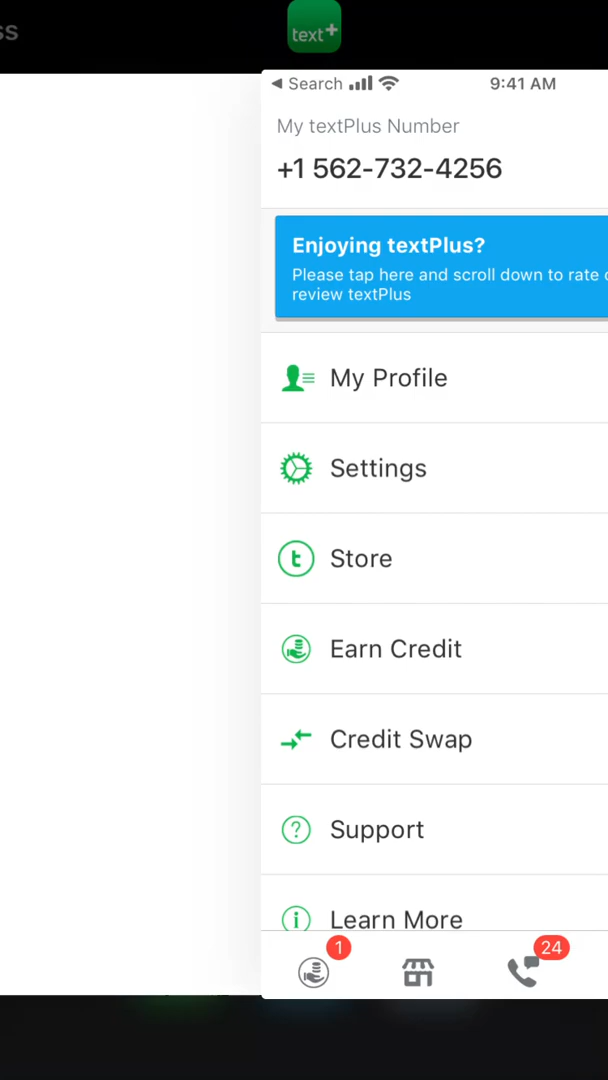 ss
text+
Search 9:41 AM
My textPlus Number
+1 562-732-4256
Enjoying textPlus?
Please tap here and scroll down to rate
review textPlus
My Profile
Settings
t
Store
Earn Credit
Credit Swap
?
Support
i
Learn More
1
24